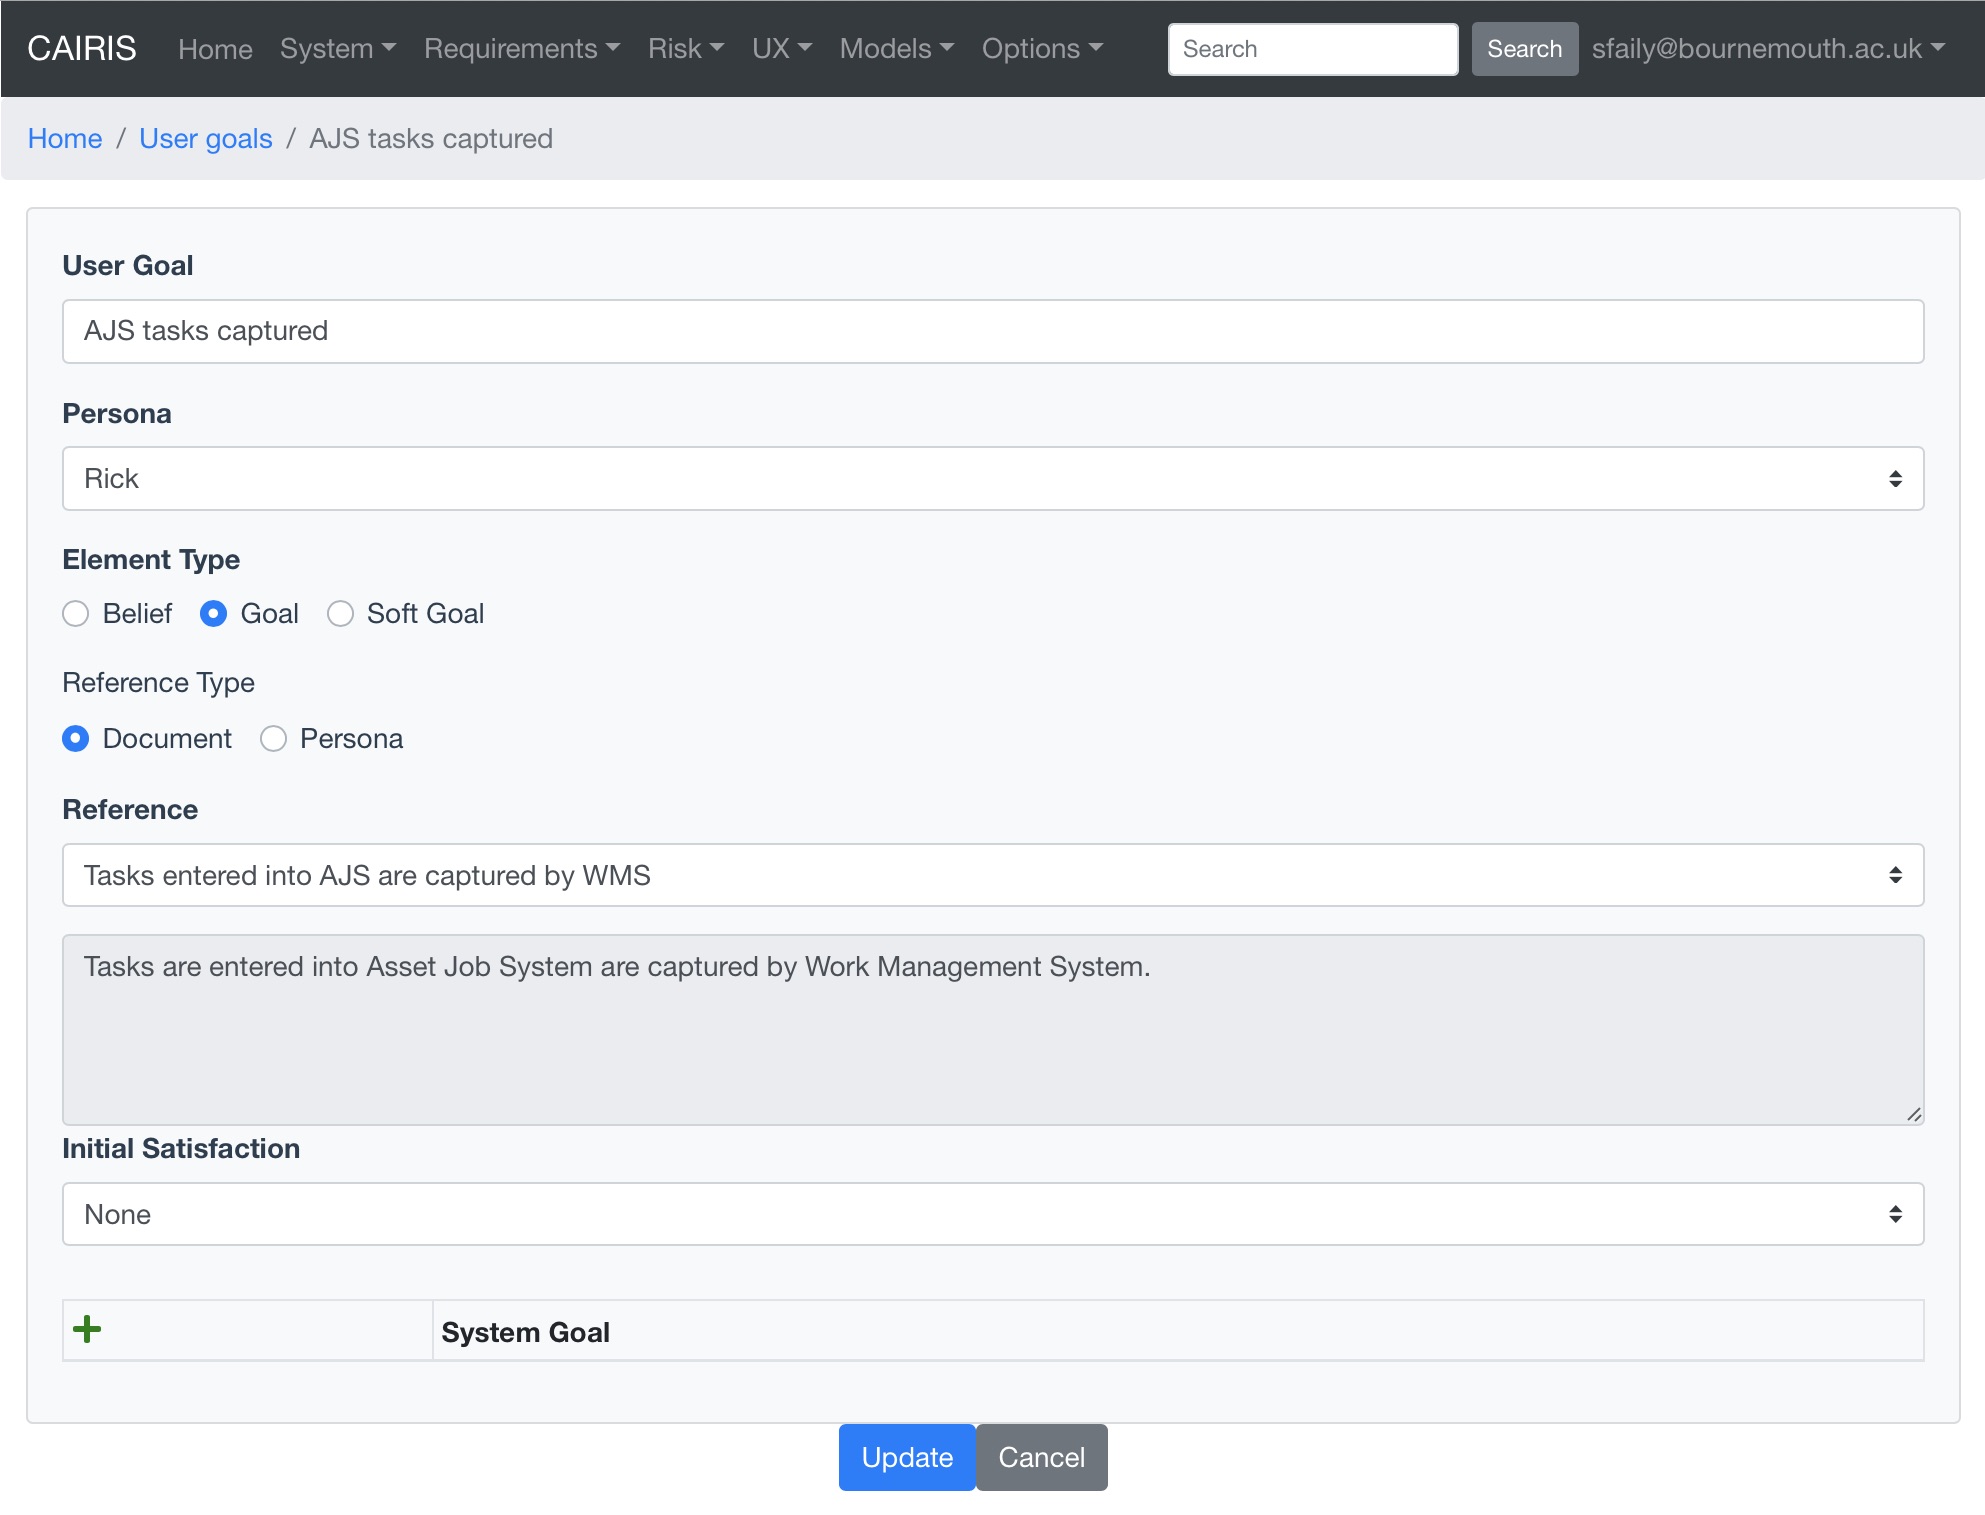 CAIRIS Home System Requirements Risk UX Models Options Search Search sfaily@bournemouth.ac.uk
Home / User goals / AJS tasks captured
User Goal
AJS tasks captured
Persona
Rick
Element Type
Belief Goal Soft Goal
Reference Type
Document Persona
Reference
Tasks entered into AJS are captured by WMS
Tasks are entered into Asset Job System are captured by Work Management System.
Initial Satisfaction
None
System Goal
Update Cancel